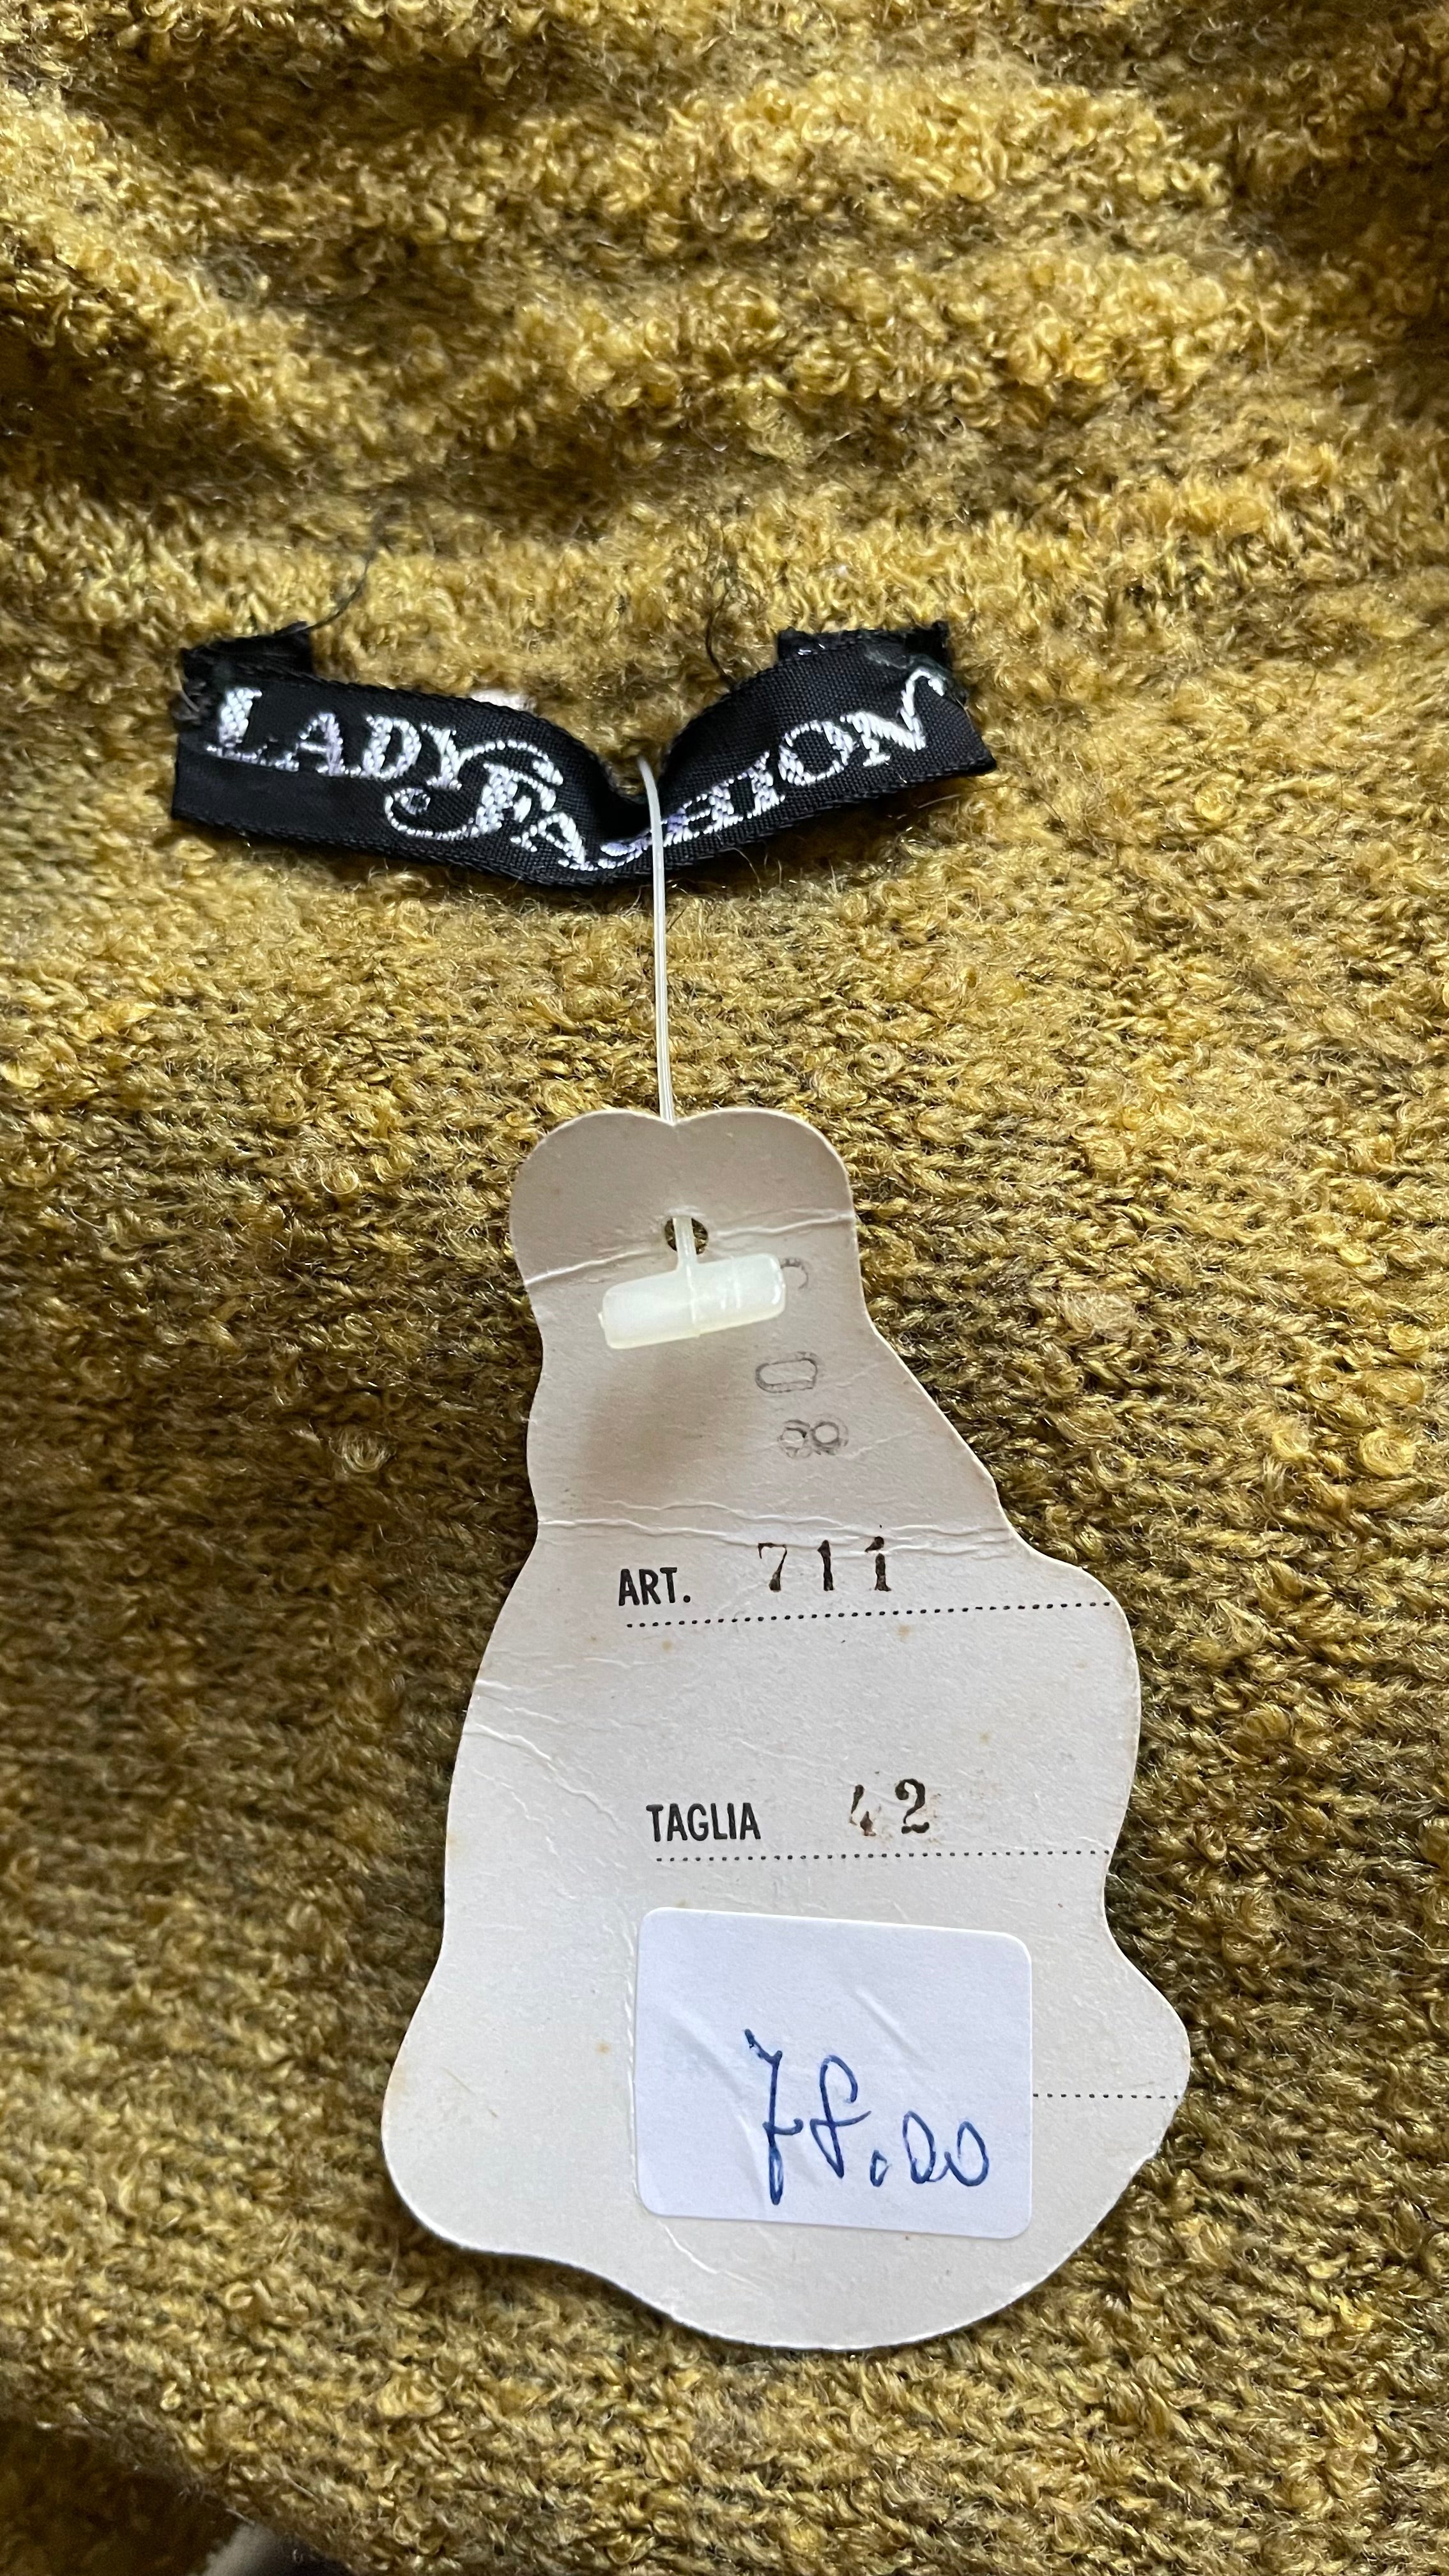 LADY FASHION
ART. 711
TAGLIA 42
78.00